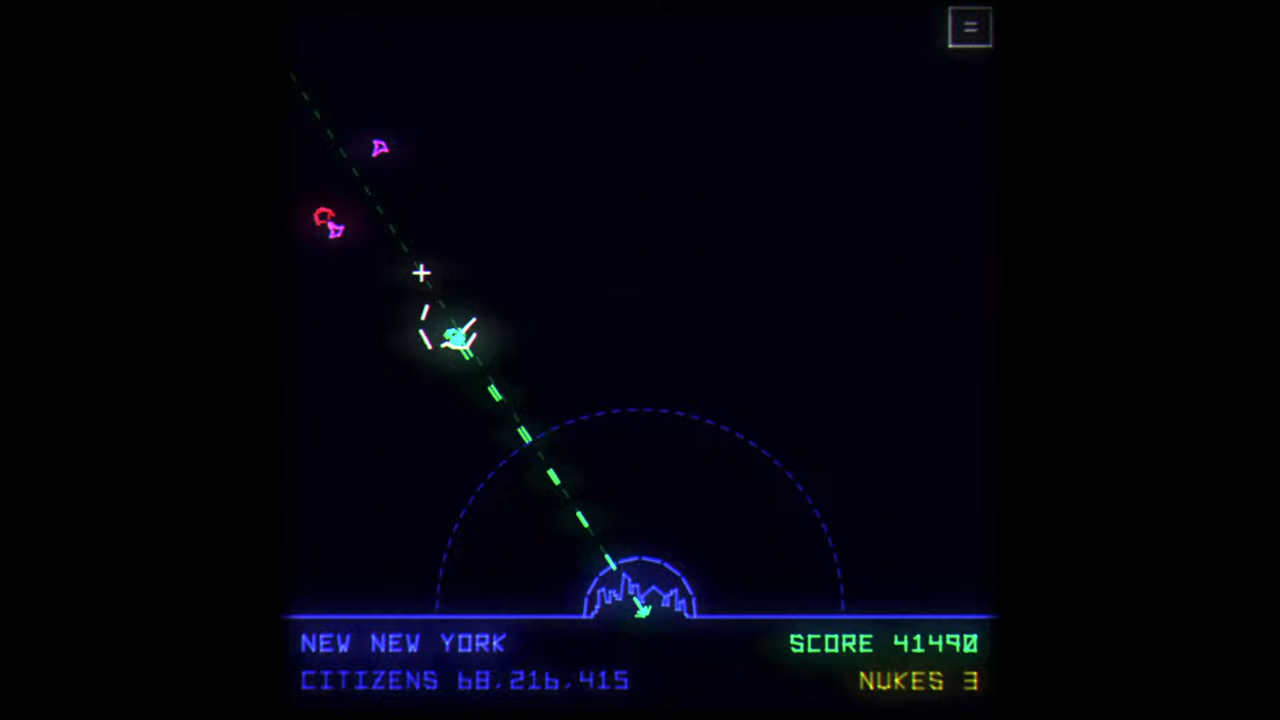 =
NEW NEW YORK
SCORE 41490
CITIZENS 68,216,415
NUKES 3